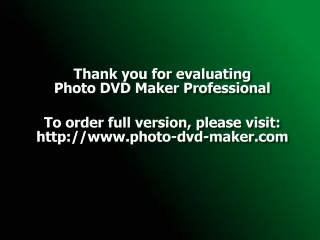 Thank you for evaluating
Photo DVD Maker Professional
To order full version, please visit:
http://www.photo-dvd-maker.com